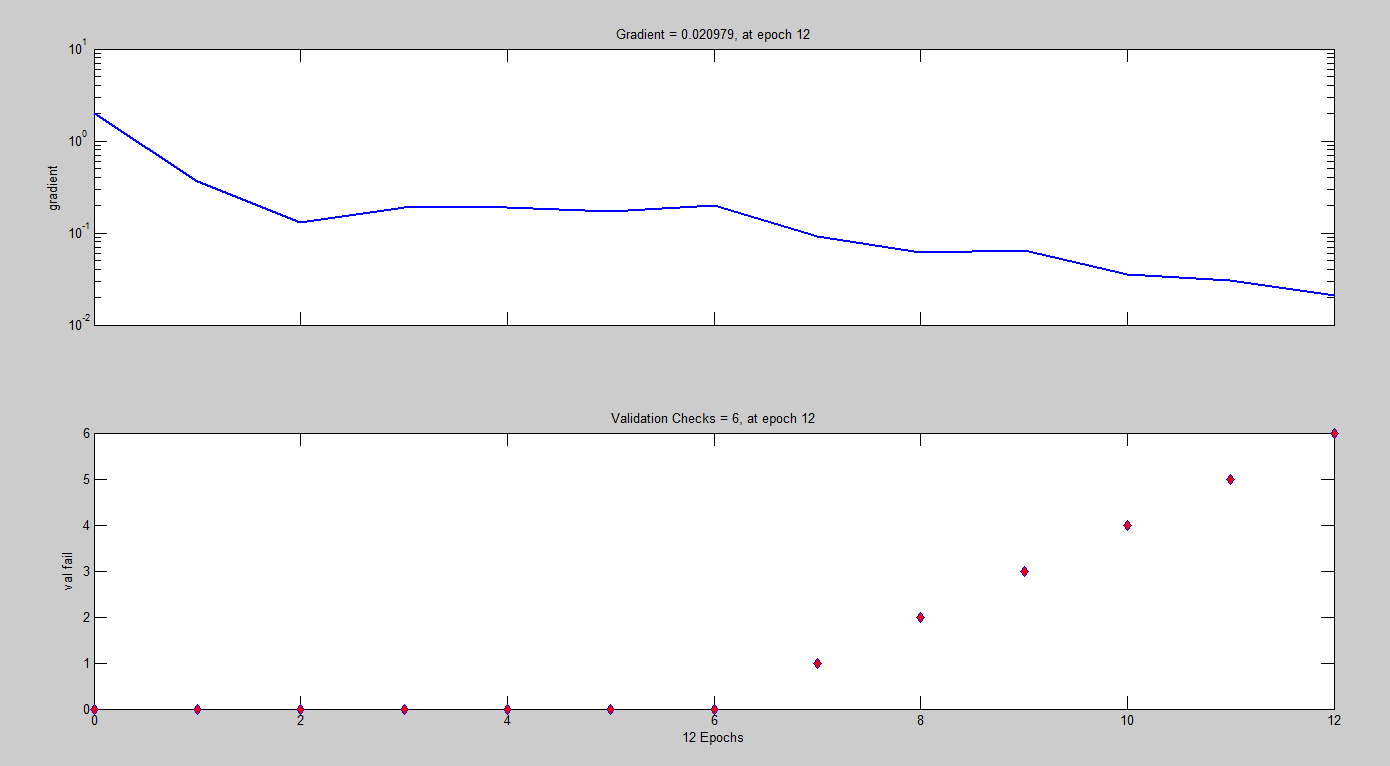 Gradient = 0.020979, at epoch 12
10^1
10^0
10^-1
10^-2
gradient
Validation Checks = 6, at epoch 12
6
5
4
3
2
1
0
val fail
0 2 4 6 8 10 12
12 Epochs